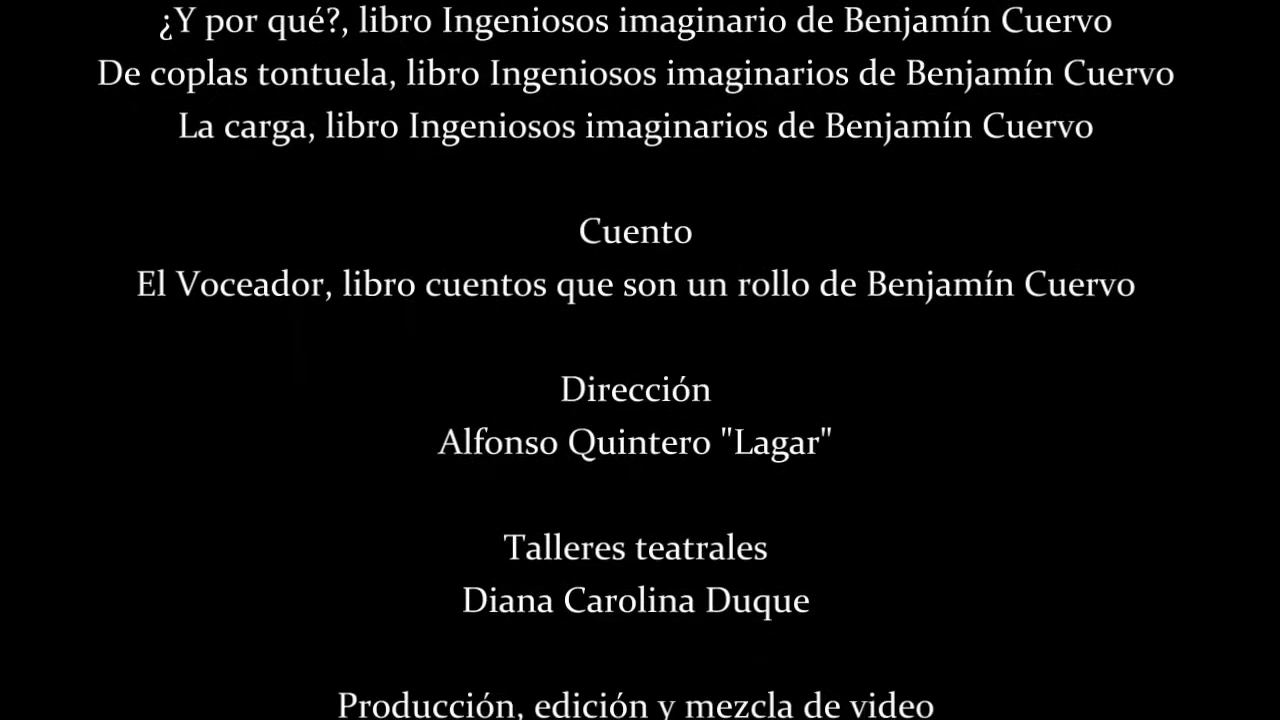 ¿Y por qué?, libro Ingeniosos imaginario de Benjamín Cuervo
De coplas tontuela, libro Ingeniosos imaginarios de Benjamín Cuervo
La carga, libro Ingeniosos imaginarios de Benjamín Cuervo
Cuento
El Voceador, libro cuentos que son un rollo de Benjamín Cuervo
Dirección
Alfonso Quintero "Lagar"
Talleres teatrales
Diana Carolina Duque
Producción, edición y mezcla de video